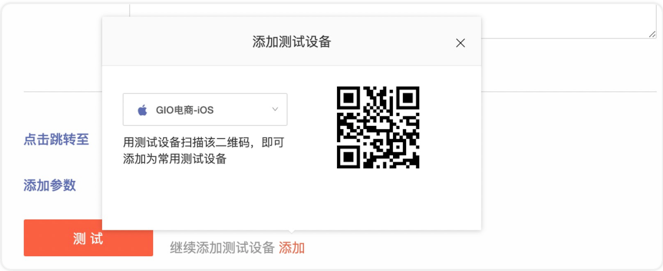 添加测试设备
GIO电商-iOS
用测试设备扫描该二维码，即可
添加为常用测试设备
点击跳转至
添加参数
测 试
继续添加测试设备 添加